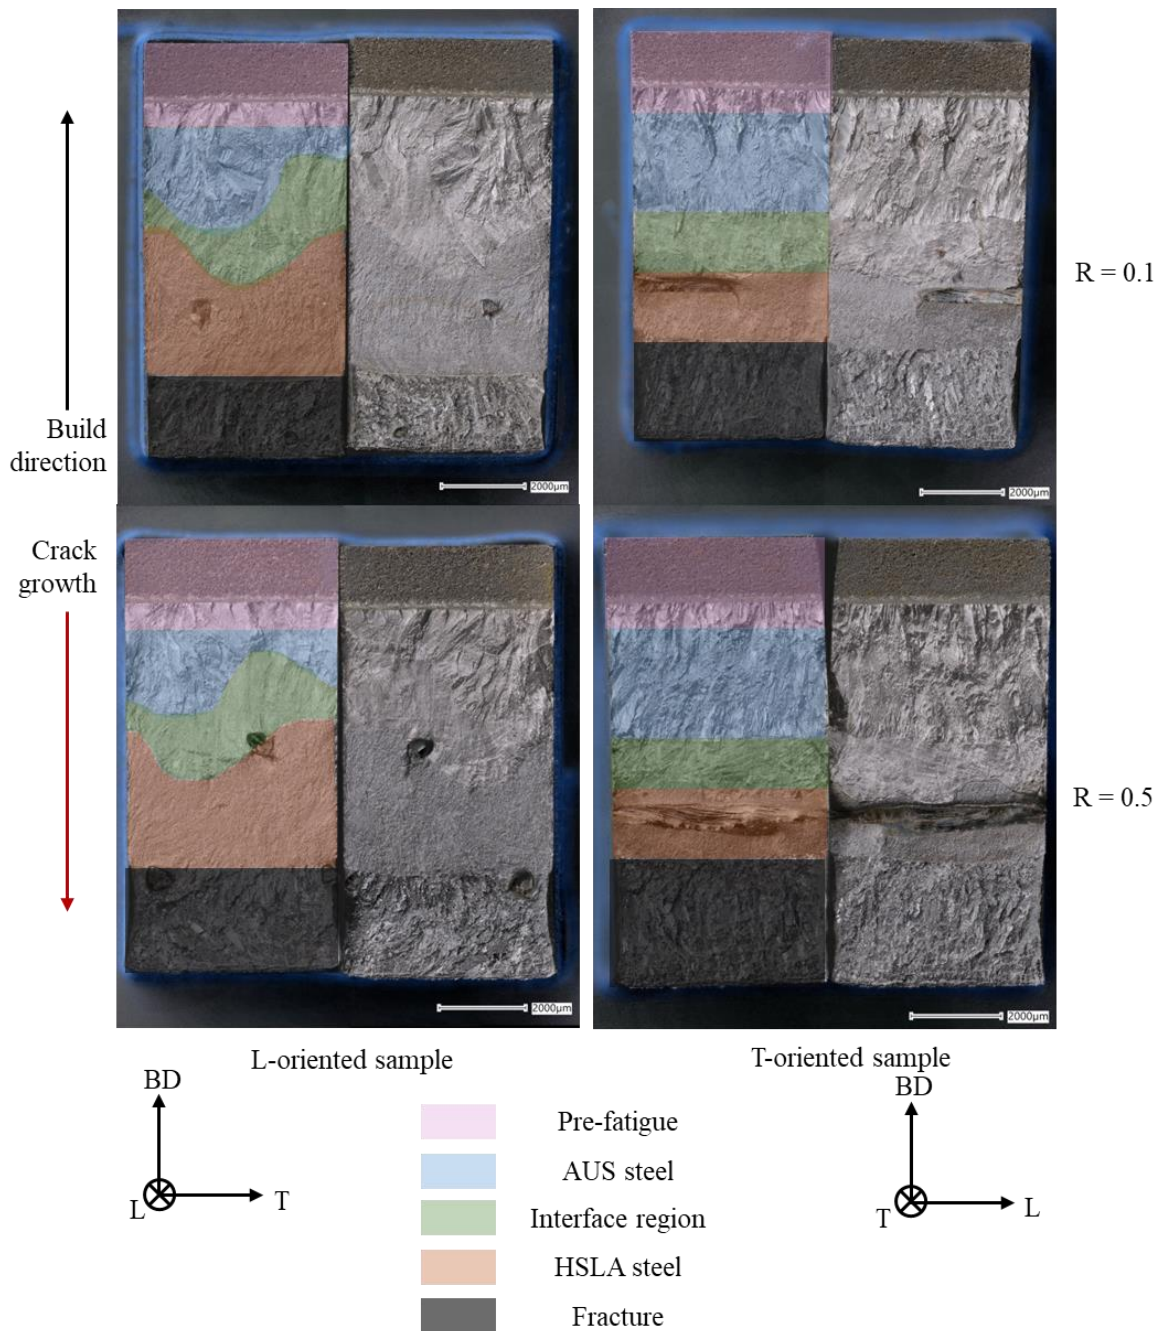 2000µm
2000µm
R = 0.1
Build
direction
Crack
growth
2000µm
2000µm
R = 0.5
L-oriented sample
T-oriented sample
BD
L
T
BD
T
L
Pre-fatigue
AUS steel
Interface region
HSLA steel
Fracture